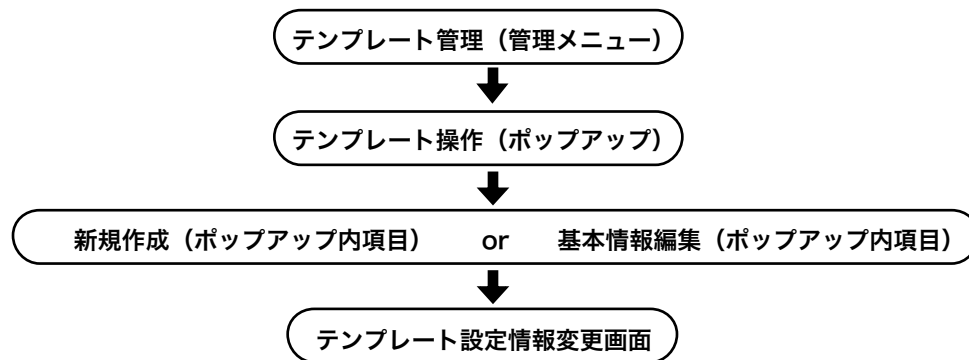 テンプレート管理（管理メニュー）
テンプレート操作（ポップアップ）
新規作成（ポップアップ内項目） or 基本情報編集（ポップアップ内項目）
テンプレート設定情報変更画面